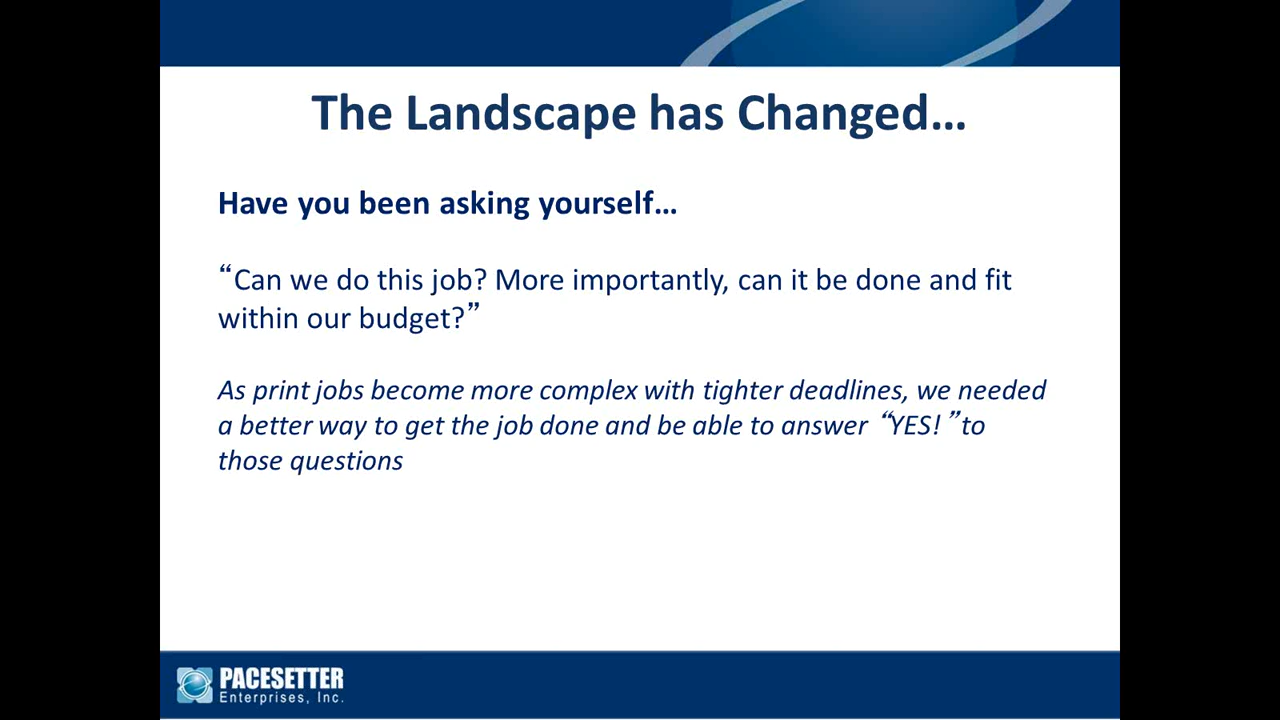 The Landscape has Changed…
Have you been asking yourself…
“Can we do this job? More importantly, can it be done and fit
within our budget?”
As print jobs become more complex with tighter deadlines, we needed
a better way to get the job done and be able to answer “YES!” to
those questions
PACESETTER
Enterprises, Inc.